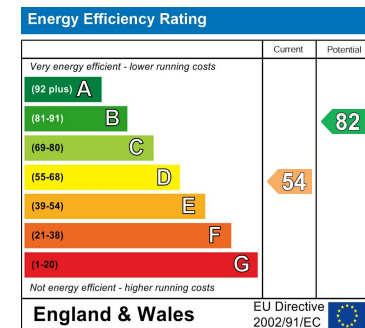 Energy Efficiency Rating
Current Potential
Very energy efficient - lower running costs
(92 plus) A
(81-91) B
82
(69-80) C
(55-68) D
54
(39-54) E
(21-38) F
(1-20) G
Not energy efficient - higher running costs
England & Wales
EU Directive
2002/91/EC